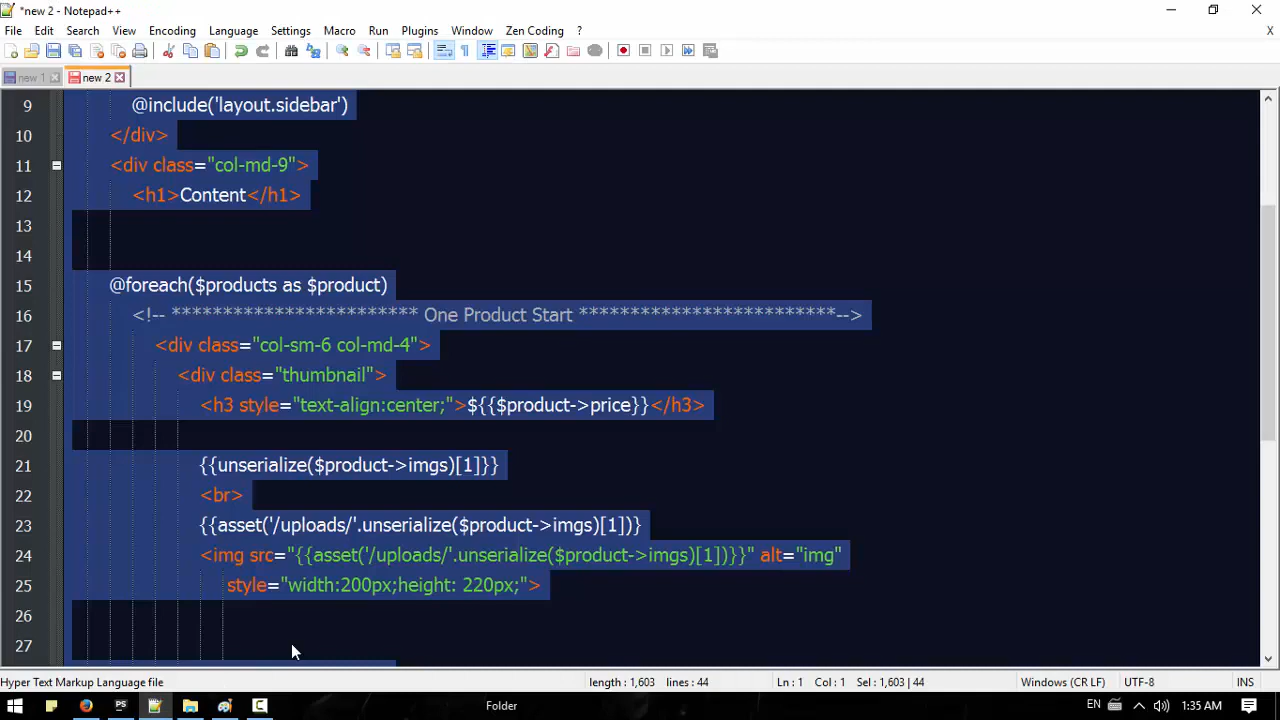 *new 2 - Notepad++
File Edit Search View Encoding Language Settings Macro Run Plugins Window Zen Coding ? X
new 1 new 2
9 @include('layout.sidebar')
10 </div>
11 <div class="col-md-9">
12 <h1>Content</h1>
13
14
15 @foreach($products as $product)
16 <!-- ************************ One Product Start *************************-->
17 <div class="col-sm-6 col-md-4">
18 <div class="thumbnail">
19 <h3 style="text-align:center;">${{$product->price}}</h3>
20
21 {{unserialize($product->imgs)[1]}}
22 <br>
23 {{asset('/uploads/'.unserialize($product->imgs)[1])}
24 <img src="{{asset('/uploads/'.unserialize($product->imgs)[1])}}" alt="img"
25 style="width:200px;height: 220px;">
26
27
Hyper Text Markup Language file length : 1,603 lines : 44 Ln : 1 Col : 1 Sel : 1,603 | 44 Windows (CR LF) UTF-8 INS
Folder EN 1:35 AM